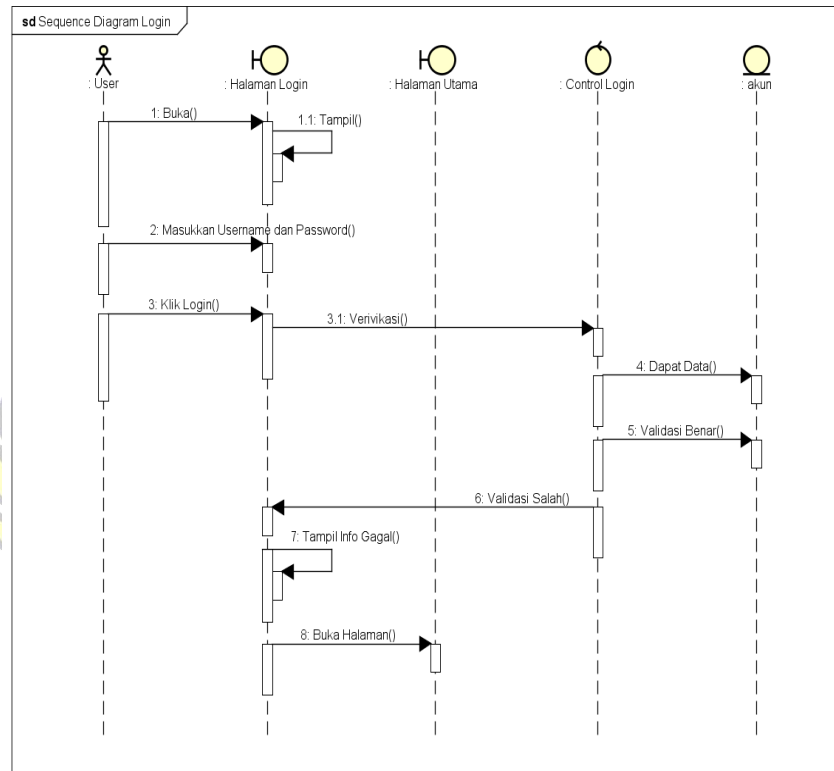 sd Sequence Diagram Login
: User
: Halaman Login
: Halaman Utama
: Control Login
: akun
1: Buka()
1.1: Tampil()
2: Masukkan Username dan Password()
3: Klik Login()
3.1: Verivikasi()
4: Dapat Data()
5: Validasi Benar()
6: Validasi Salah()
7: Tampil Info Gagal()
8: Buka Halaman()